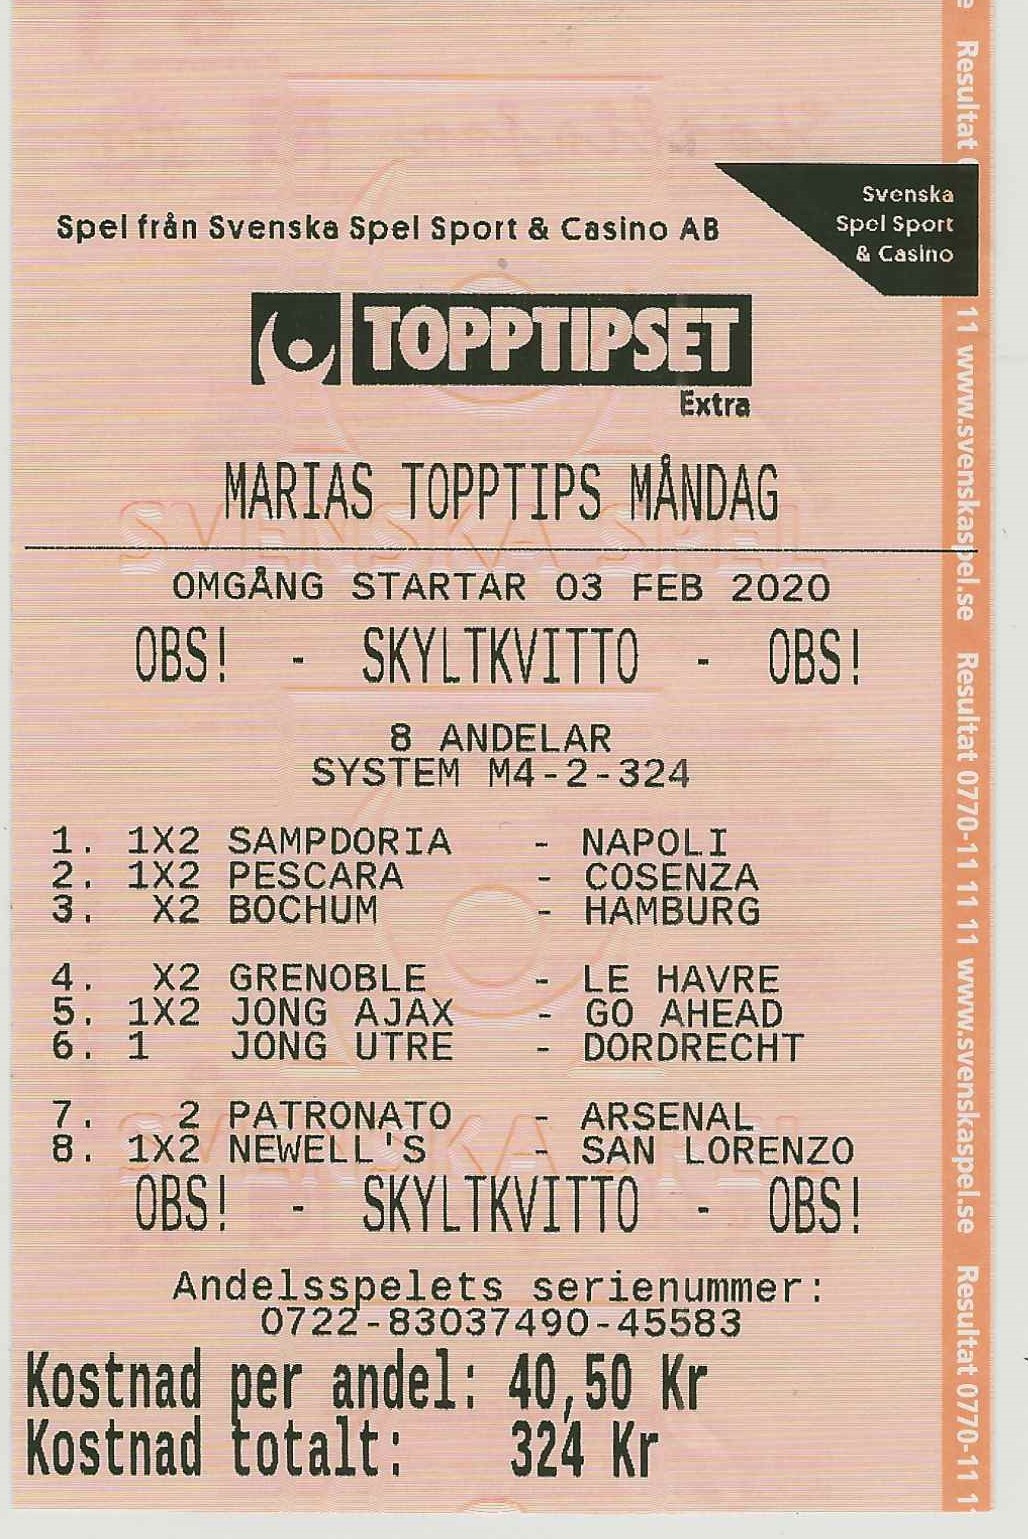 Svenska
Spel Sport
& Casino
Spel från Svenska Spel Sport & Casino AB
TOPPTIPSET
Extra
MARIAS TOPPTIPS MÅNDAG
OMGÅNG STARTAR 03 FEB 2020
OBS! - SKYLTKVITTO - OBS!
8 ANDELAR
SYSTEM M4-2-324
1. 1X2 SAMPDORIA - NAPOLI
2. 1X2 PESCARA - COSENZA
3. X2 BOCHUM - HAMBURG
4. X2 GRENOBLE - LE HAVRE
5. 1X2 JONG AJAX - GO AHEAD
6. 1 JONG UTRE - DORDRECHT
7. 2 PATRONATO - ARSENAL
8. 1X2 NEWELL'S - SAN LORENZO
OBS! - SKYLTKVITTO - OBS!
Andelsspelets serienummer:
0722-83037490-45583
Kostnad per andel: 40,50 Kr
Kostnad totalt: 324 Kr
SVENSKA SPEL
SVENSKA SPEL
Resultat 11 www.svenskaspel.se Resultat 0770-11 11 11 www.svenskaspel.se Resultat 0770-11